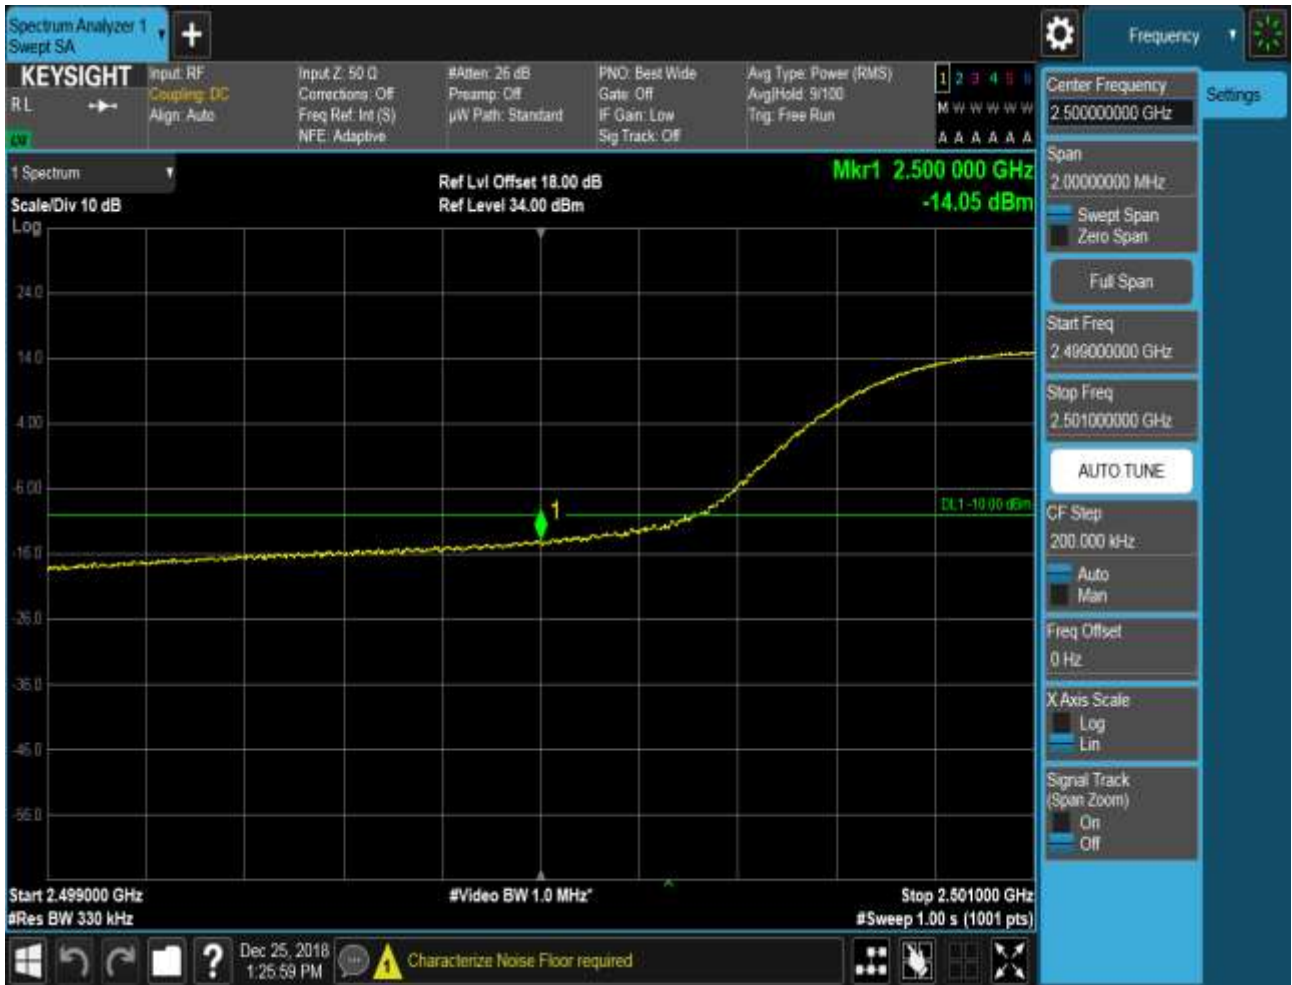 Spectrum Analyzer 1
Swept SA
+
Frequency
KEYSIGHT
RL
Input: RF
Coupling: DC
Align: Auto
Input Z: 50 Ω
Corrections: Off
Freq Ref: Int (S)
NFE: Adaptive
#Atten: 26 dB
Preamp: Off
µW Path: Standard
PNO: Best Wide
Gate: Off
IF Gain: Low
Sig Track: Off
Avg Type: Power (RMS)
Avg|Hold: 9/100
Trig: Free Run
1 2 3 4 5 6
M W W W W W
A A A A A A
1 Spectrum
Scale/Div 10 dB
Log
Ref Lvl Offset 18.00 dB
Ref Level 34.00 dBm
Mkr1 2.500 000 GHz
-14.05 dBm
24.0
14.0
4.00
-6.00
-16.0
-26.0
-36.0
-46.0
-56.0
1
DL1 -10.00 dBm
Start 2.499000 GHz
#Res BW 330 kHz
#Video BW 1.0 MHz*
Stop 2.501000 GHz
#Sweep 1.00 s (1001 pts)
Center Frequency
2.500000000 GHz
Settings
Span
2.00000000 MHz
Swept Span
Zero Span
Full Span
Start Freq
2.499000000 GHz
Stop Freq
2.501000000 GHz
AUTO TUNE
CF Step
200.000 kHz
Auto
Man
Freq Offset
0 Hz
X Axis Scale
Log
Lin
Signal Track
(Span Zoom)
On
Off
?
Dec 25, 2018
1:25:59 PM
1
Characterize Noise Floor required